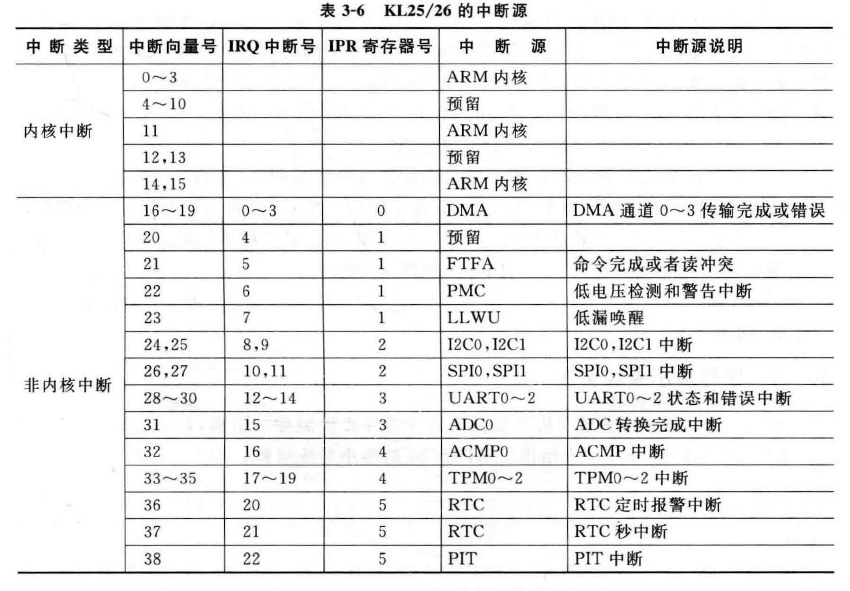 表 3-6 KL25/26 的中断源
中断类型 中断向量号 IRQ 中断号 IPR 寄存器号 中断源 中断源说明
内核中断
0～3 ARM 内核
4～10 预留
11 ARM 内核
12,13 预留
14,15 ARM 内核
非内核中断
16～19 0～3 0 DMA DMA 通道 0～3 传输完成或错误
20 4 1 预留
21 5 1 FTFA 命令完成或者读冲突
22 6 1 PMC 低电压检测和警告中断
23 7 1 LLWU 低漏唤醒
24,25 8,9 2 I2C0,I2C1 I2C0,I2C1 中断
26,27 10,11 2 SPI0,SPI1 SPI0,SPI1 中断
28～30 12～14 3 UART0～2 UART0～2 状态和错误中断
31 15 3 ADC0 ADC 转换完成中断
32 16 4 ACMP0 ACMP 中断
33～35 17～19 4 TPM0～2 TPM0～2 中断
36 20 5 RTC RTC 定时报警中断
37 21 5 RTC RTC 秒中断
38 22 5 PIT PIT 中断